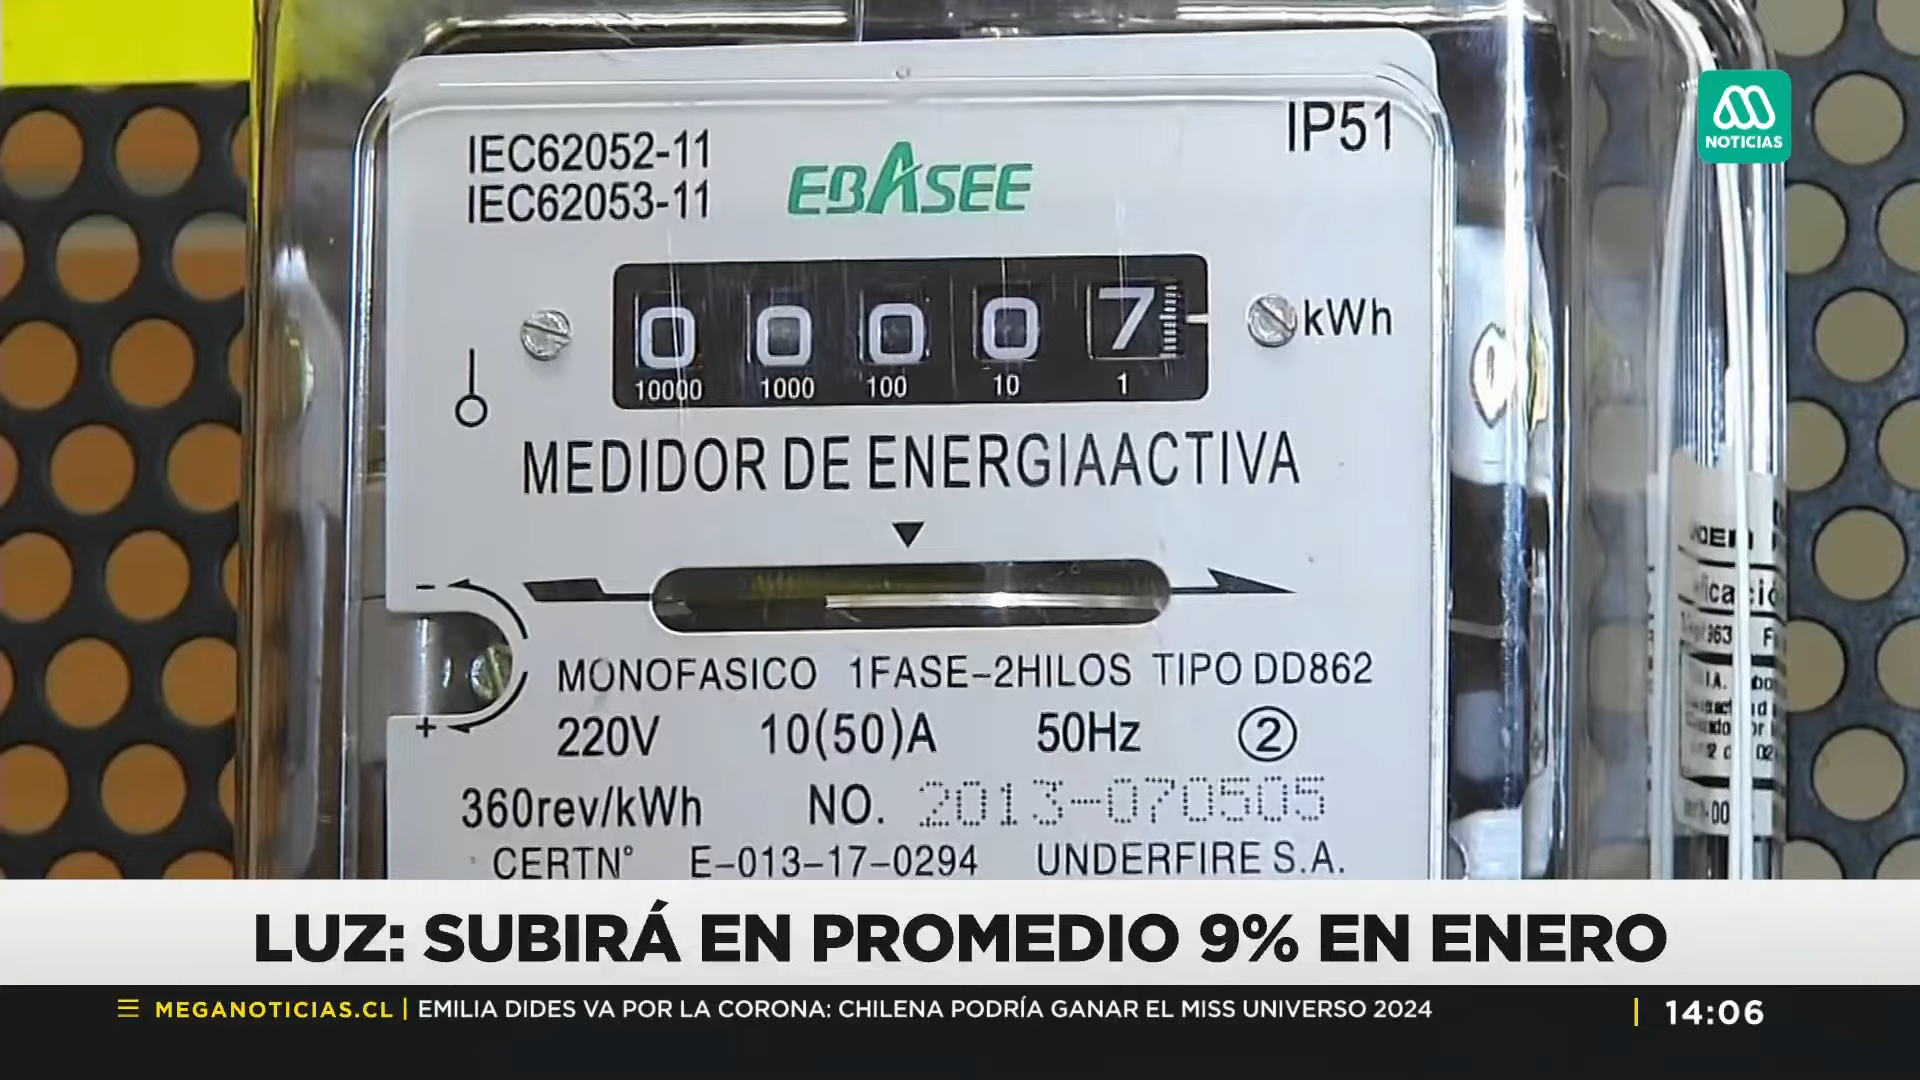 NOTICIAS
IP51
IEC62052-11
IEC62053-11
EBASEE
0 0 0 0 7 kWh
10000 1000 100 10 1
MEDIDOR DE ENERGIAACTIVA
- 
+
MONOFASICO 1FASE-2HILOS TIPO DD862
220V 10(50)A 50Hz 2
360rev/kWh NO. 2013-070505
CERTN° E-013-17-0294 UNDERFIRE S.A.
LUZ: SUBIRÁ EN PROMEDIO 9% EN ENERO
MEGANOTICIAS.CL | EMILIA DIDES VA POR LA CORONA: CHILENA PODRÍA GANAR EL MISS UNIVERSO 2024 | 14:06